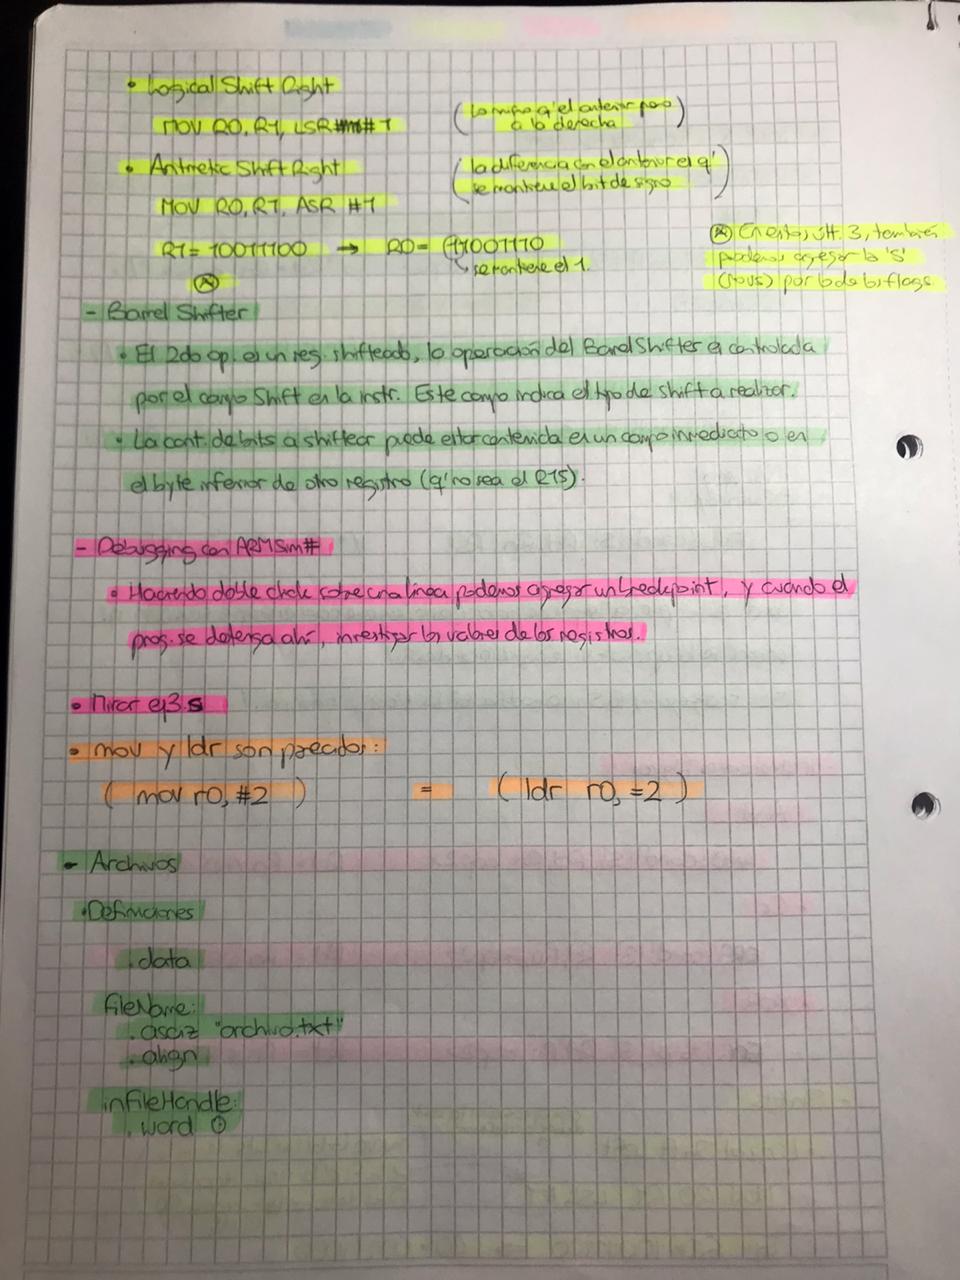 • Logical Shift Right
MOV R0, R1, LSR #1
(Lo mismo q' el anterior pero
a la derecha)
• Aritmetic Shift Right
(la diferencia con el anterior es q'
se mantiene el bit de signo)
MOV R0, R1, ASR #1
R1 = 10011100 → R0 = 11001110
↳ se mantiene el 1.
* En estos, sh. 3, también
podemos agregar la 'S'
(movs) por lo de los flags
*
- Barrel Shifter
• El 2do op. es un reg. shifteado, la operación del Barrel Shifter es controlada
por el campo Shift en la instr. Este campo indica el tipo de shift a realizar.
• La cant. de bits a shiftear puede estar contenida en un campo inmediato o en
el byte inferior de otro registro (q' no sea el R15).
- Debugging con ARMSim#
• Haciendo doble click sobre una línea podemos agregar un breakpoint, y cuando el
prog. se detenga ahí, investigar los valores de los registros.
• Mirar ej3.s
• mov y ldr son parecidos:
(mov r0, #2) = (ldr r0, =2)
- Archivos
• Definiciones
.data
fileName:
.asciz "archivo.txt"
.align
inFileHandle:
.word 0